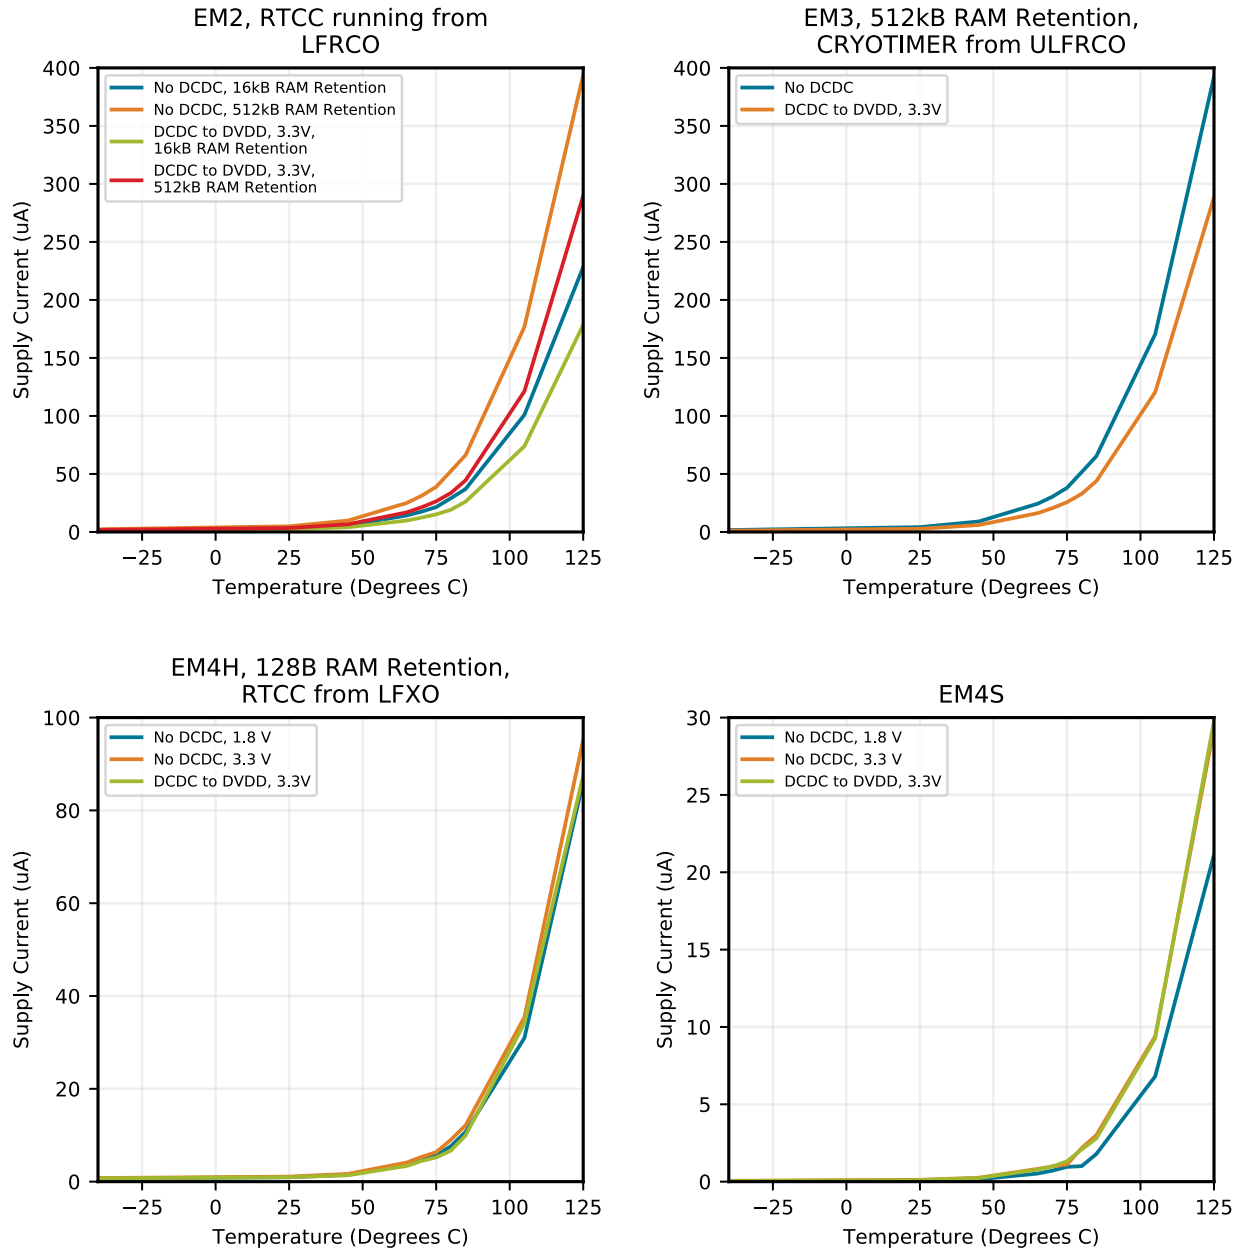 EM2, RTCC running from
LFRCO
400
350
300
250
200
150
100
50
0
Supply Current (uA)
No DCDC, 16kB RAM Retention
No DCDC, 512kB RAM Retention
DCDC to DVDD, 3.3V,
16kB RAM Retention
DCDC to DVDD, 3.3V,
512kB RAM Retention
−25 0 25 50 75 100 125
Temperature (Degrees C)
EM3, 512kB RAM Retention,
CRYOTIMER from ULFRCO
400
350
300
250
200
150
100
50
0
Supply Current (uA)
No DCDC
DCDC to DVDD, 3.3V
−25 0 25 50 75 100 125
Temperature (Degrees C)
EM4H, 128B RAM Retention,
RTCC from LFXO
100
80
60
40
20
0
Supply Current (uA)
No DCDC, 1.8 V
No DCDC, 3.3 V
DCDC to DVDD, 3.3V
−25 0 25 50 75 100 125
Temperature (Degrees C)
EM4S
30
25
20
15
10
5
0
Supply Current (uA)
No DCDC, 1.8 V
No DCDC, 3.3 V
DCDC to DVDD, 3.3V
−25 0 25 50 75 100 125
Temperature (Degrees C)